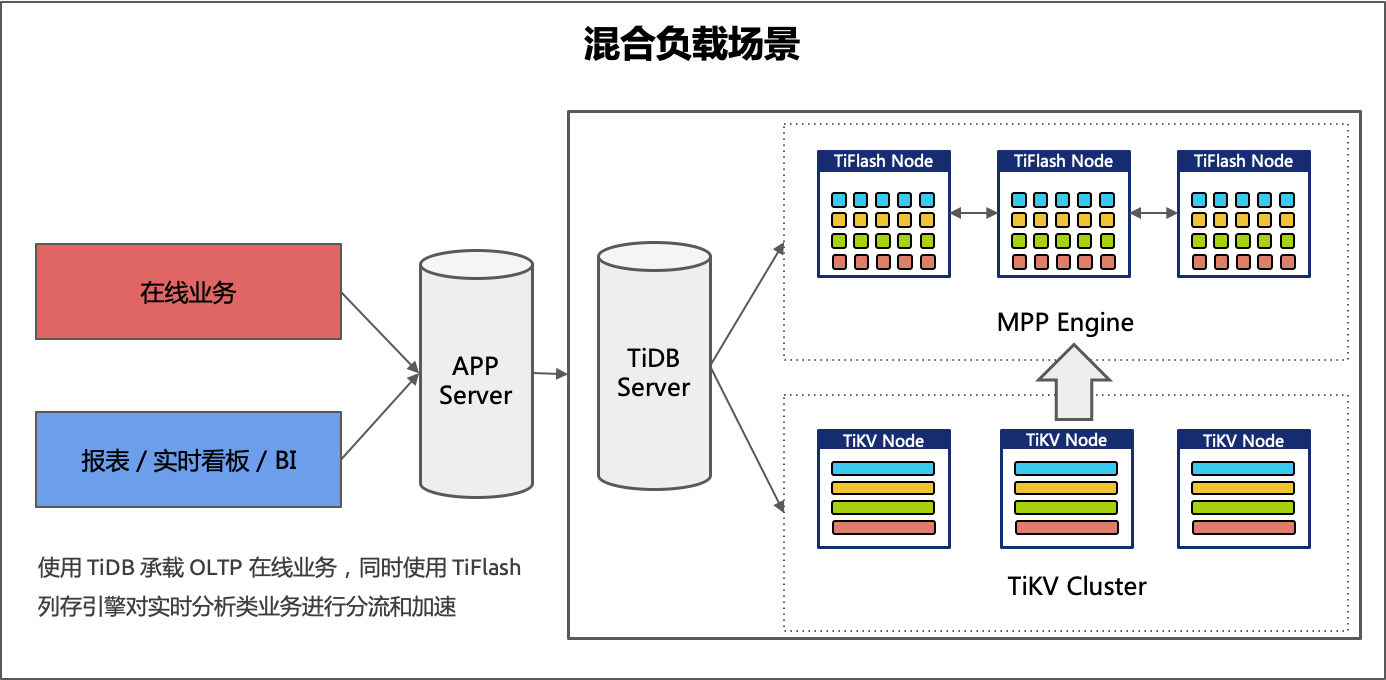 混合负载场景
在线业务
报表 / 实时看板 / BI
使用 TiDB 承载 OLTP 在线业务，同时使用 TiFlash
列存引擎对实时分析类业务进行分流和加速
APP
Server
TiDB
Server
TiFlash Node
TiFlash Node
TiFlash Node
MPP Engine
TiKV Node
TiKV Node
TiKV Node
TiKV Cluster